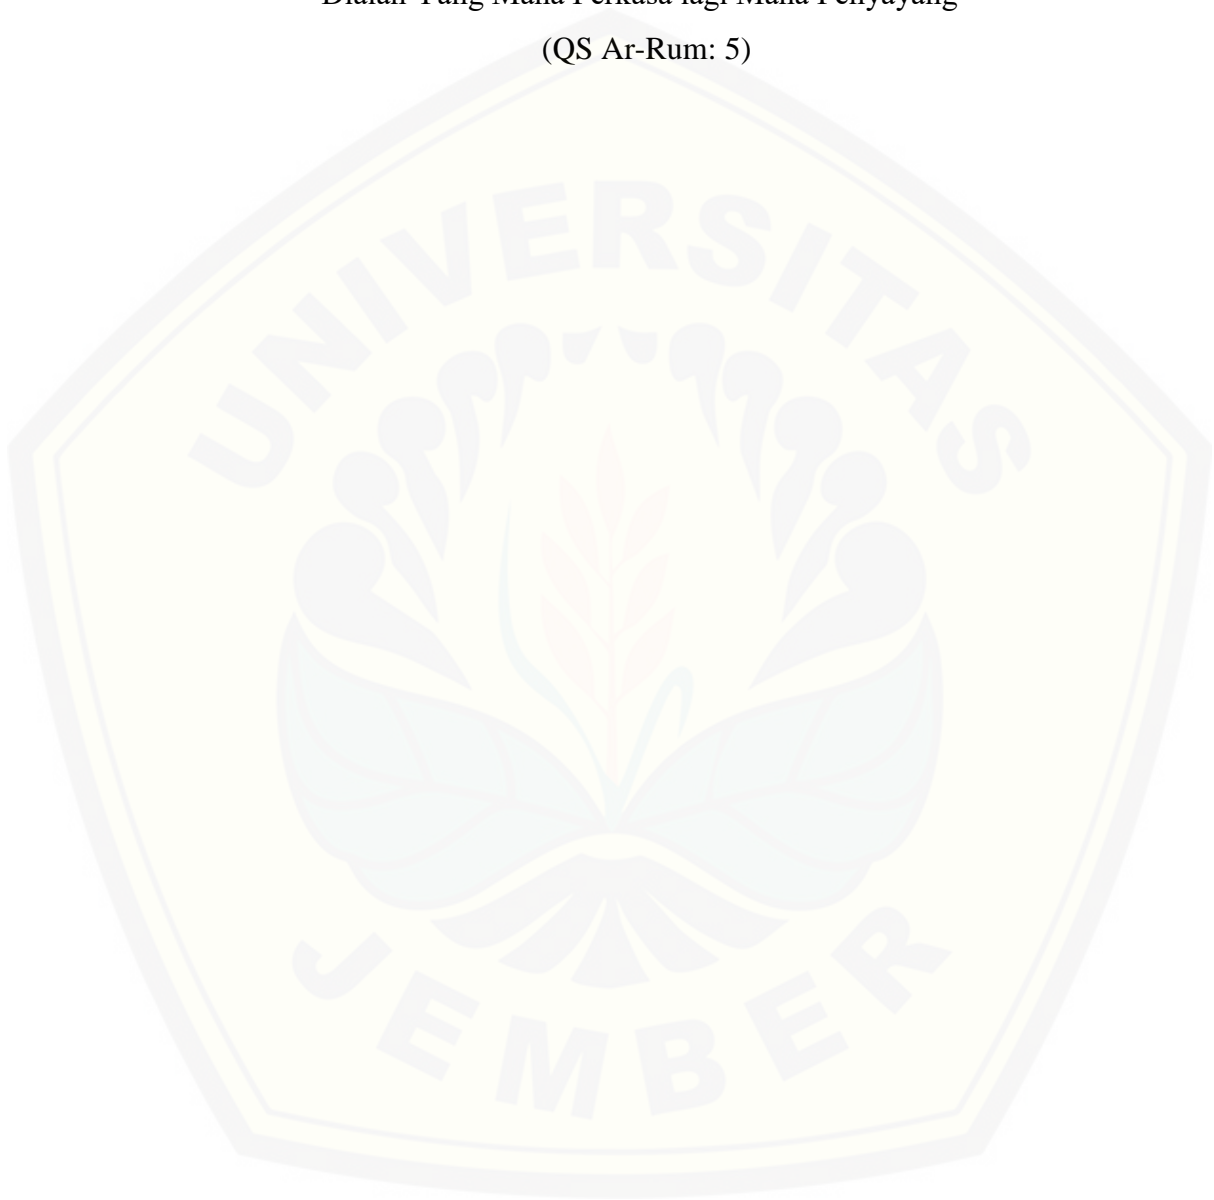 Dialah Yang Maha Perkasa lagi Maha Penyayang
(QS Ar-Rum: 5)
UNIVERSITAS
JEMBER